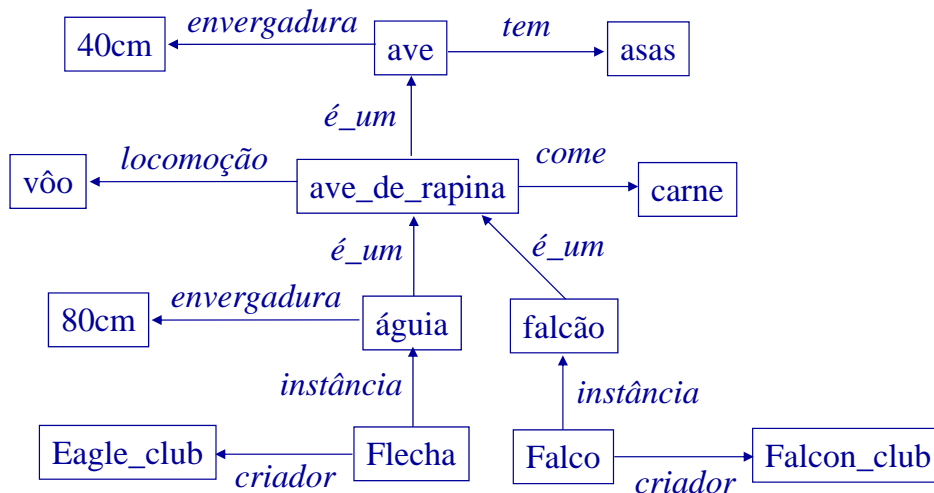 envergadura
tem
40cm
ave
asas
é_um
locomoção
come
vôo
ave_de_rapina
carne
é_um
é_um
envergadura
80cm
águia
falcão
instância
instância
Eagle_club
Flecha
Falco
Falcon_club
criador
criador